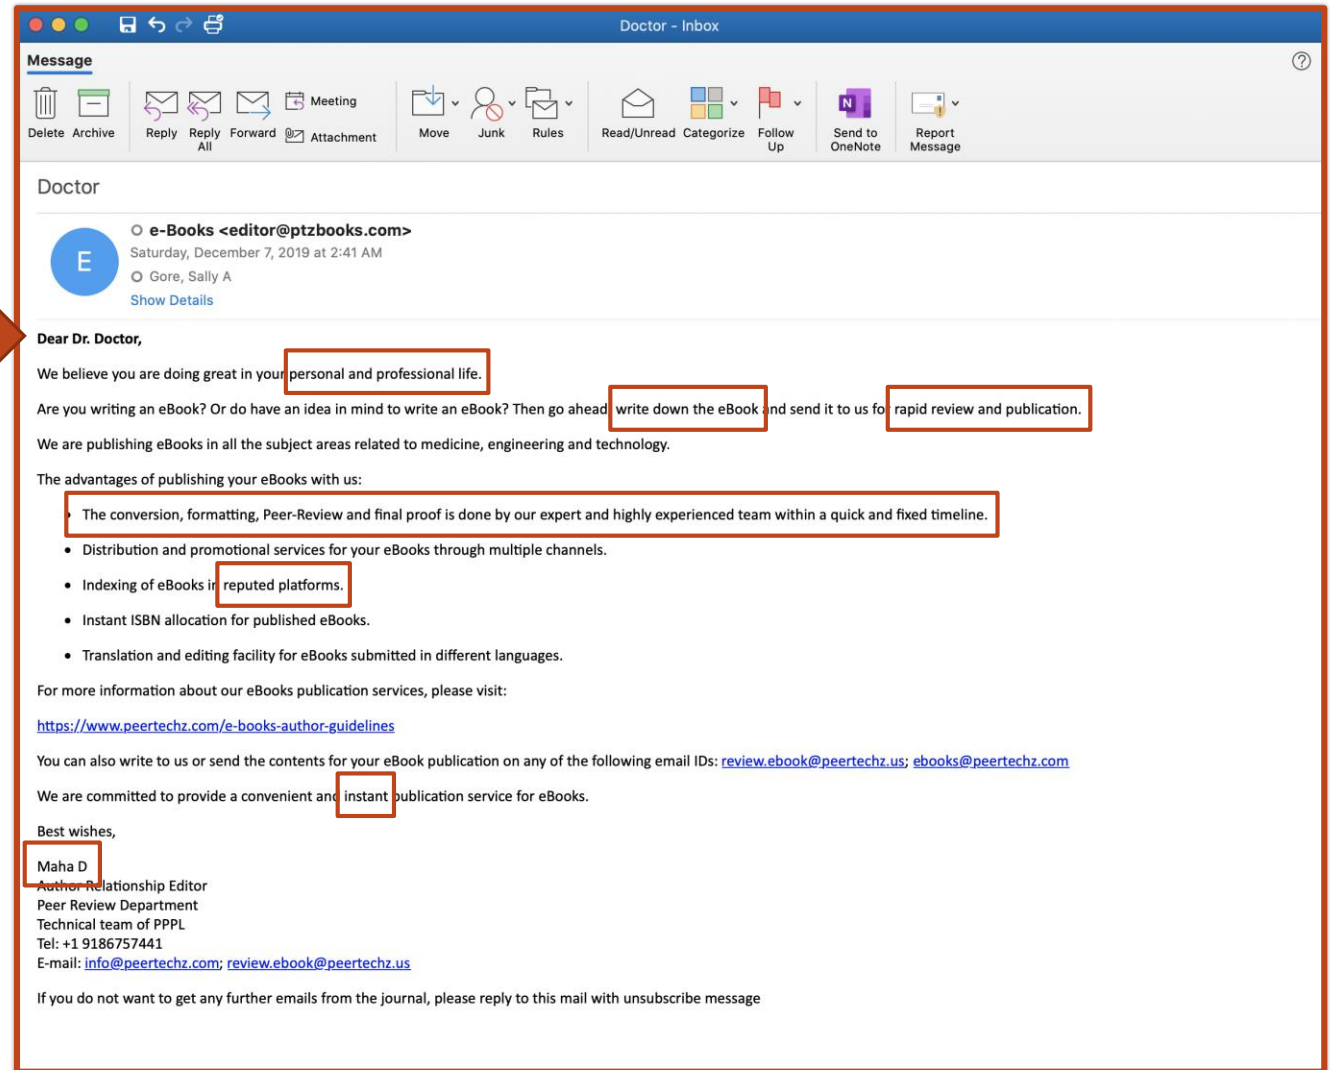 Doctor - Inbox
Message
Delete Archive Reply Reply All Forward Meeting Attachment Move Junk Rules Read/Unread Categorize Follow Up Send to OneNote Report Message
Doctor
E
e-Books <editor@ptzbooks.com>
Saturday, December 7, 2019 at 2:41 AM
Gore, Sally A
Show Details
Dear Dr. Doctor,
We believe you are doing great in your personal and professional life.
Are you writing an eBook? Or do have an idea in mind to write an eBook? Then go ahead write down the eBook and send it to us for rapid review and publication.
We are publishing eBooks in all the subject areas related to medicine, engineering and technology.
The advantages of publishing your eBooks with us:
• The conversion, formatting, Peer-Review and final proof is done by our expert and highly experienced team within a quick and fixed timeline.
• Distribution and promotional services for your eBooks through multiple channels.
• Indexing of eBooks in reputed platforms.
• Instant ISBN allocation for published eBooks.
• Translation and editing facility for eBooks submitted in different languages.
For more information about our eBooks publication services, please visit:
https://www.peertechz.com/e-books-author-guidelines
You can also write to us or send the contents for your eBook publication on any of the following email IDs: review.ebook@peertechz.us; ebooks@peertechz.com
We are committed to provide a convenient and instant publication service for eBooks.
Best wishes,
Maha D
Author Relationship Editor
Peer Review Department
Technical team of PPPL
Tel: +1 9186757441
E-mail: info@peertechz.com; review.ebook@peertechz.us
If you do not want to get any further emails from the journal, please reply to this mail with unsubscribe message